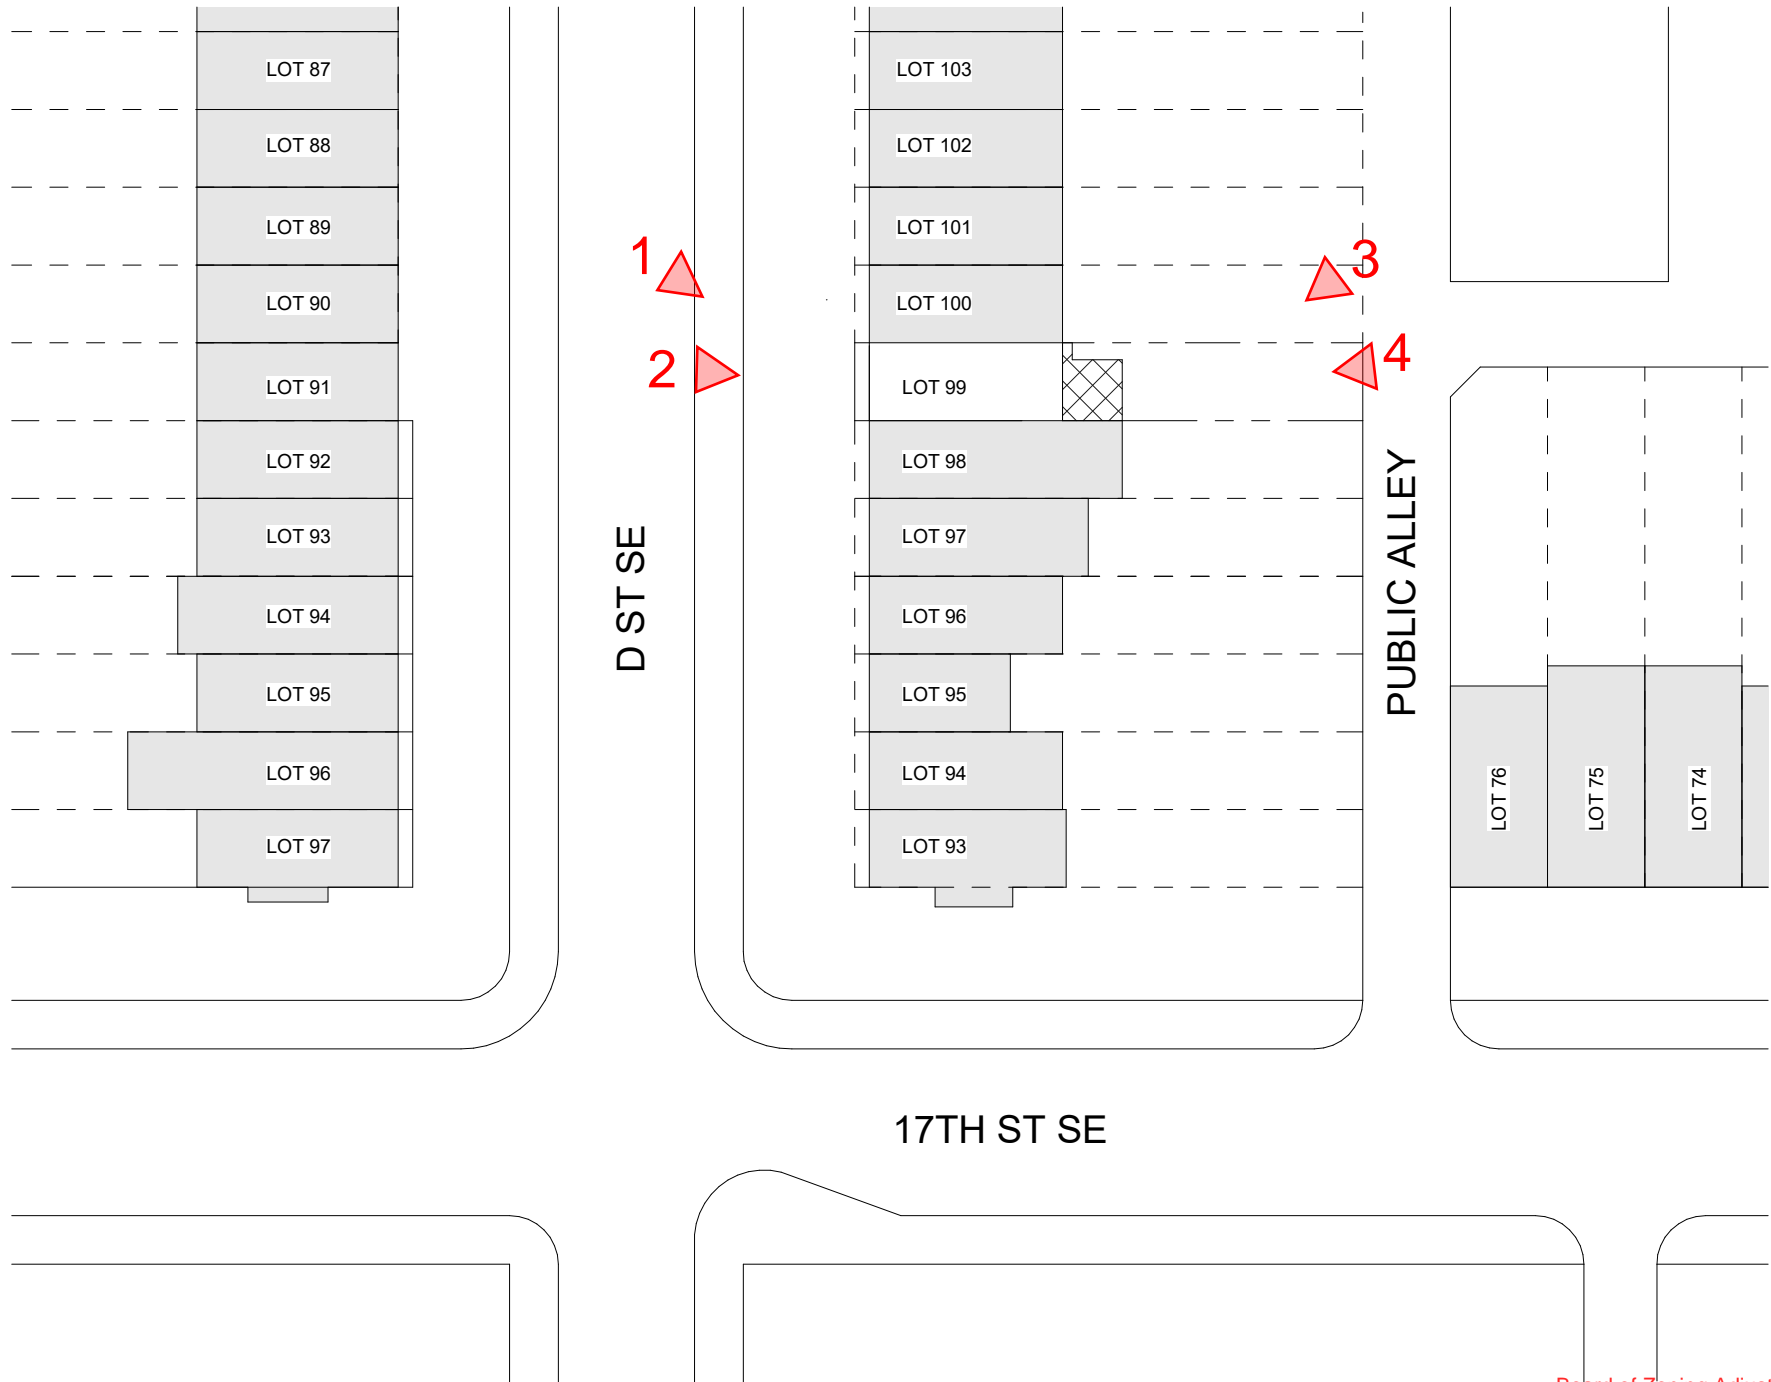 LOT 87
LOT 88
LOT 89
LOT 90
LOT 91
LOT 92
LOT 93
LOT 94
LOT 95
LOT 96
LOT 97
1
2
D ST SE
LOT 103
LOT 102
LOT 101
LOT 100
LOT 99
LOT 98
LOT 97
LOT 96
LOT 95
LOT 94
LOT 93
3
4
PUBLIC ALLEY
LOT 76
LOT 75
LOT 74
17TH ST SE